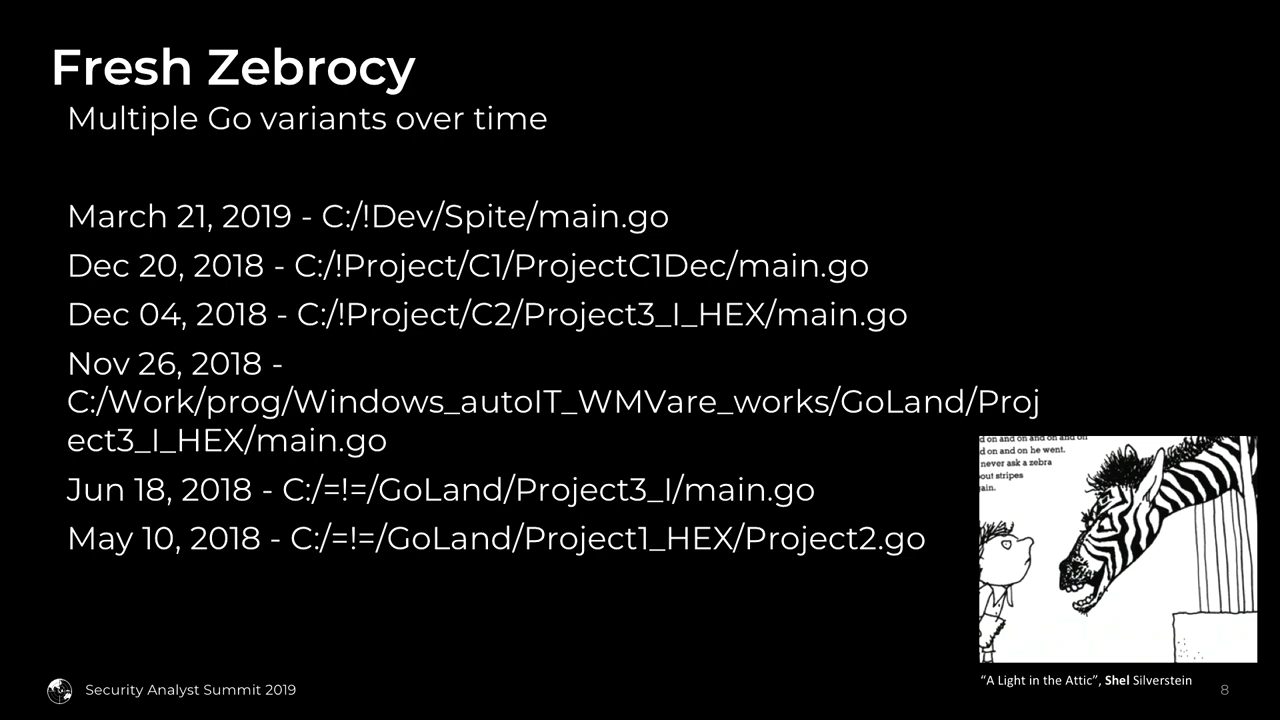 Fresh Zebrocy
Multiple Go variants over time
March 21, 2019 - C:/!Dev/Spite/main.go
Dec 20, 2018 - C:/!Project/C1/ProjectC1Dec/main.go
Dec 04, 2018 - C:/!Project/C2/Project3_I_HEX/main.go
Nov 26, 2018 -
C:/Work/prog/Windows_autoIT_WMVare_works/GoLand/Proj
ect3_I_HEX/main.go
Jun 18, 2018 - C:/=!=/GoLand/Project3_I/main.go
May 10, 2018 - C:/=!=/GoLand/Project1_HEX/Project2.go
d on and on and on and on
d on and on he went.
never ask a zebra
out stripes
ain.
"A Light in the Attic", Shel Silverstein
Security Analyst Summit 2019
8